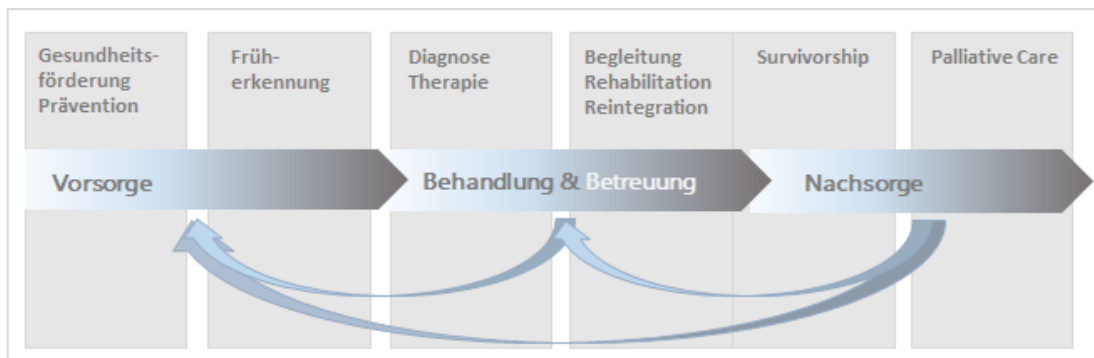 Gesundheits-
förderung
Prävention
Früh-
erkennung
Diagnose
Therapie
Begleitung
Rehabilitation
Reintegration
Survivorship
Palliative Care
Vorsorge
Behandlung & Betreuung
Nachsorge